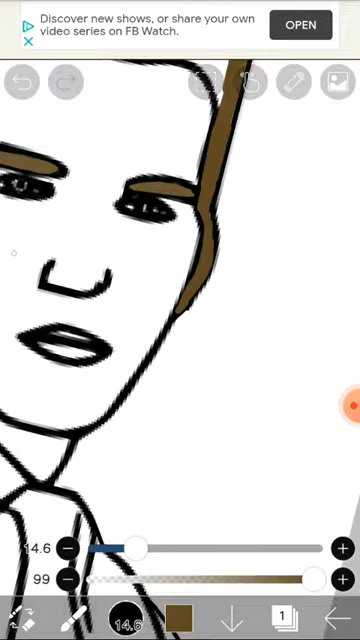 Discover new shows, or share your own
video series on FB Watch.
OPEN
14.6
99
14.6
1